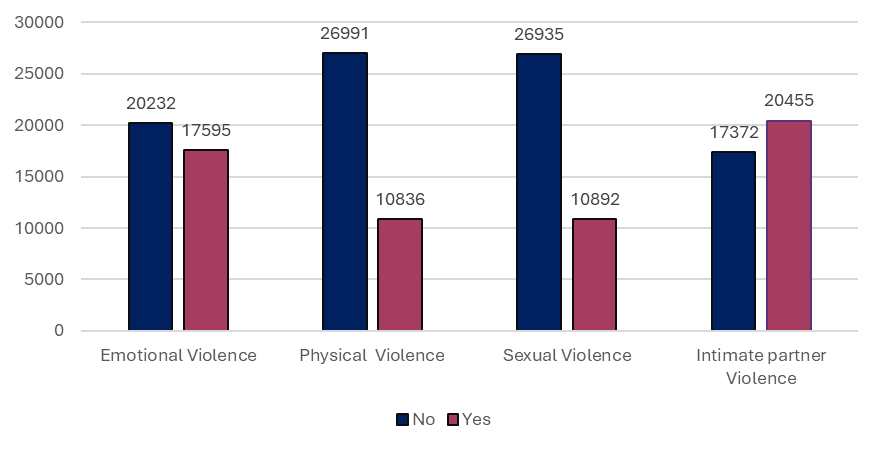 30000
25000
20000
15000
10000
5000
0
20232
17595
26991
10836
26935
10892
17372
20455
Emotional Violence
Physical  Violence
Sexual Violence
Intimate partner
Violence
No
Yes